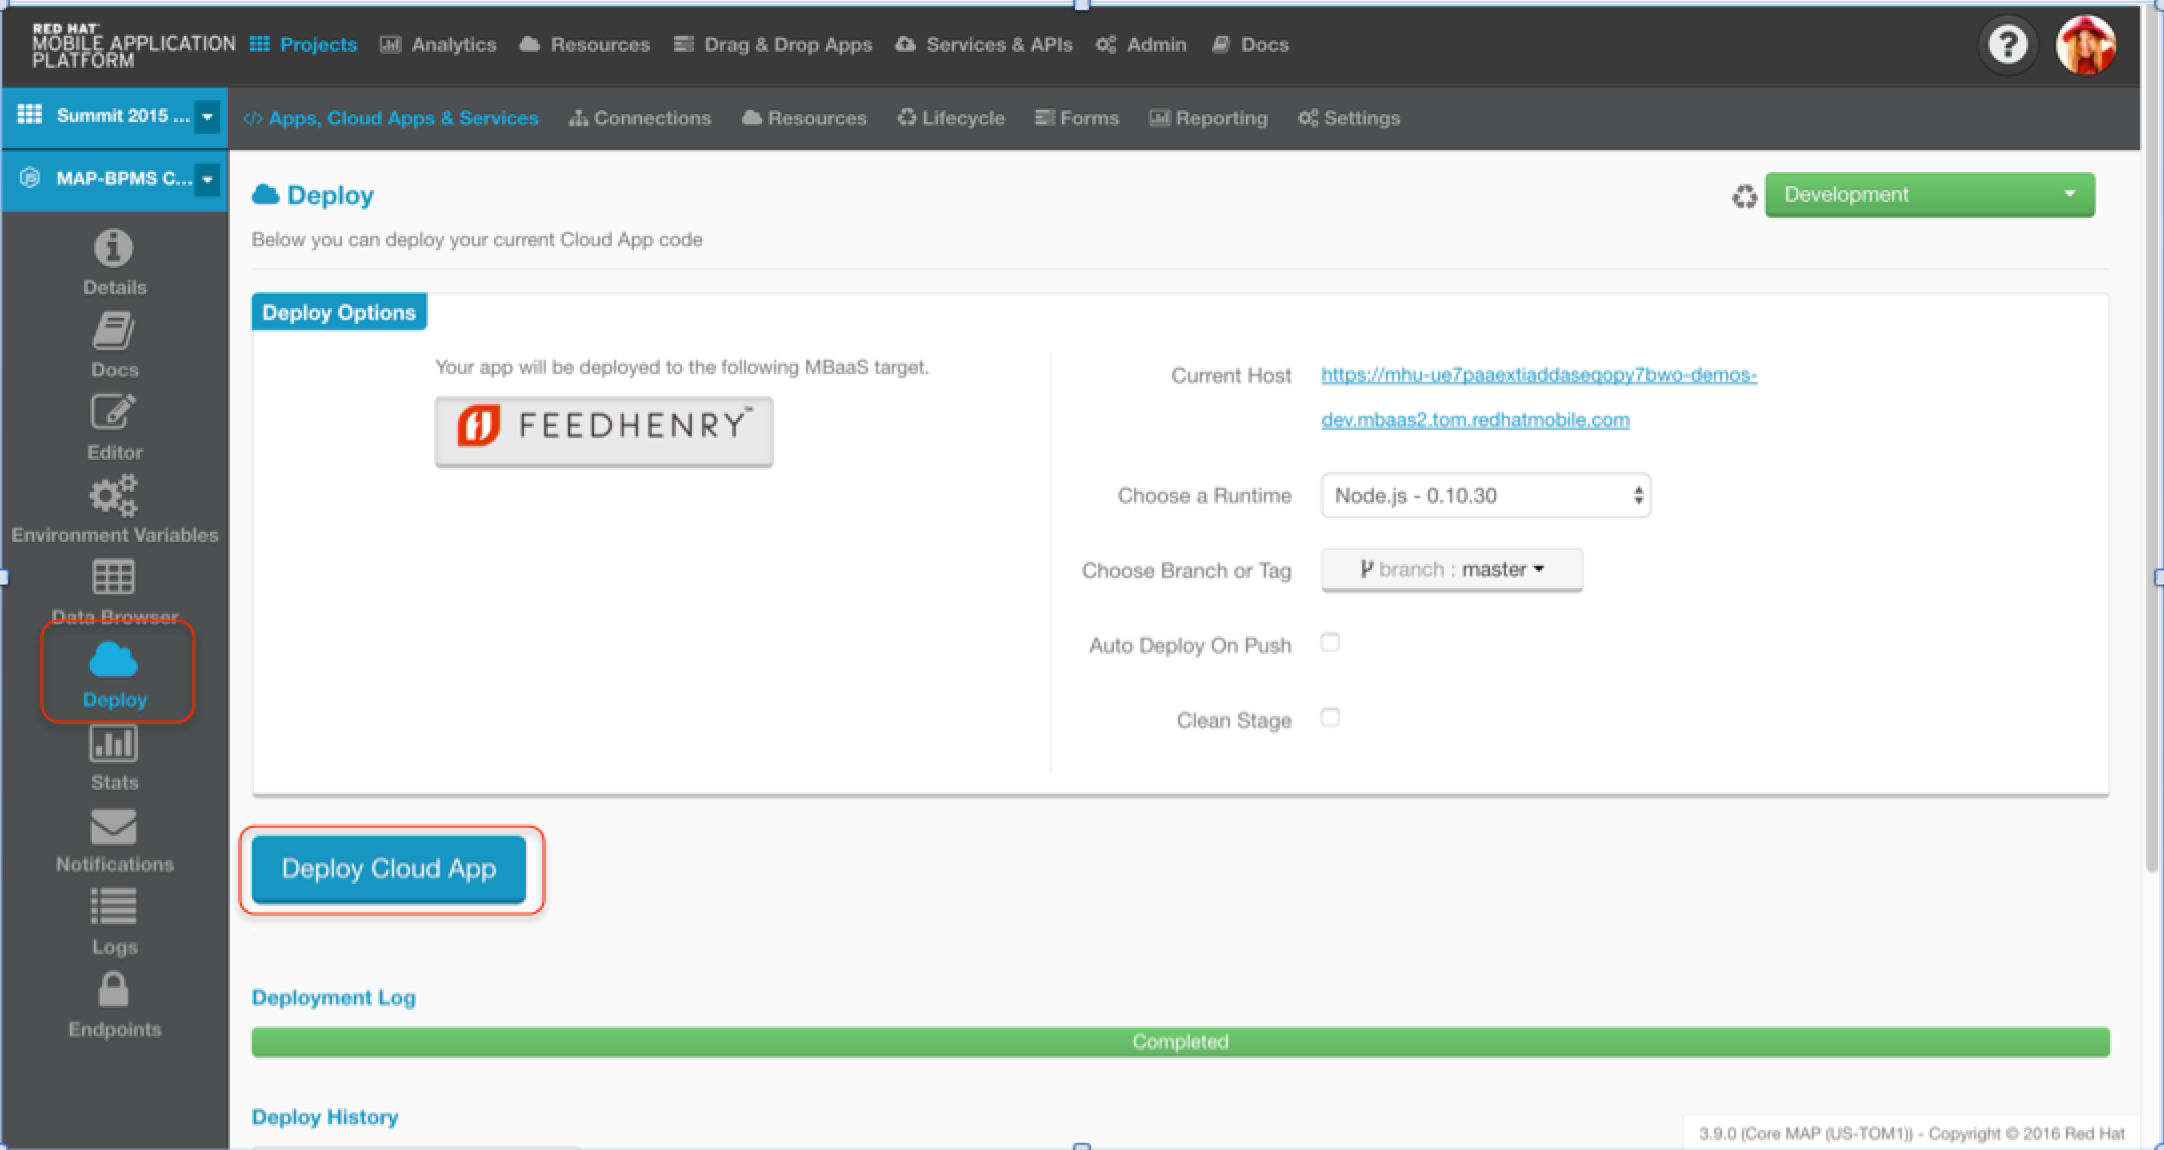 RED HAT
MOBILE APPLICATION
PLATFORM
Projects Analytics Resources Drag & Drop Apps Services & APIs Admin Docs
Summit 2015 ...
</> Apps, Cloud Apps & Services Connections Resources Lifecycle Forms Reporting Settings
MAP-BPMS C...
Details
Docs
Editor
Environment Variables
Data Browser
Deploy
Stats
Notifications
Logs
Endpoints
Deploy
Development
Below you can deploy your current Cloud App code
Deploy Options
Your app will be deployed to the following MBaaS target.
FEEDHENRY™
Current Host https://mhu-ue7paaextiaddaseqopy7bwo-demos-
dev.mbaas2.tom.redhatmobile.com
Choose a Runtime Node.js - 0.10.30
Choose Branch or Tag branch : master
Auto Deploy On Push
Clean Stage
Deploy Cloud App
Deployment Log
Completed
Deploy History
3.9.0 (Core MAP (US-TOM1)) - Copyright © 2016 Red Hat